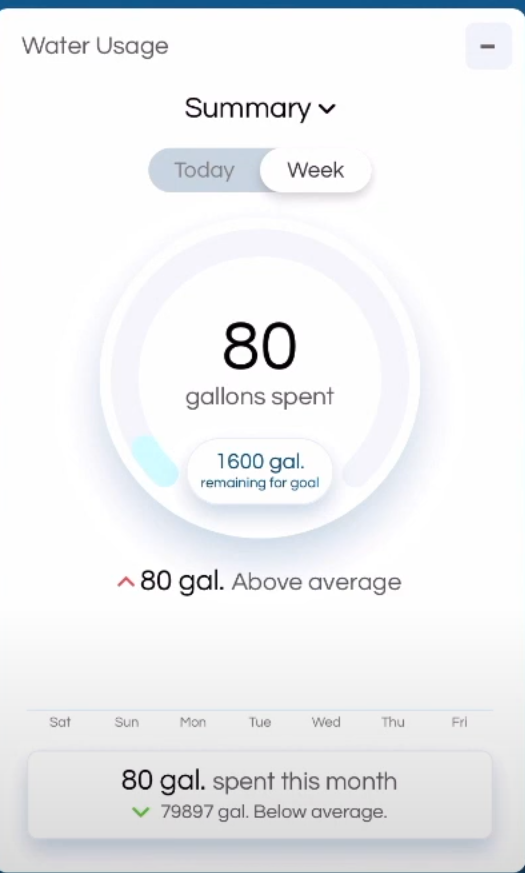 Water Usage
Summary
Today Week
80
gallons spent
1600 gal.
remaining for goal
80 gal. Above average
Sat Sun Mon Tue Wed Thu Fri
80 gal. spent this month
79897 gal. Below average.